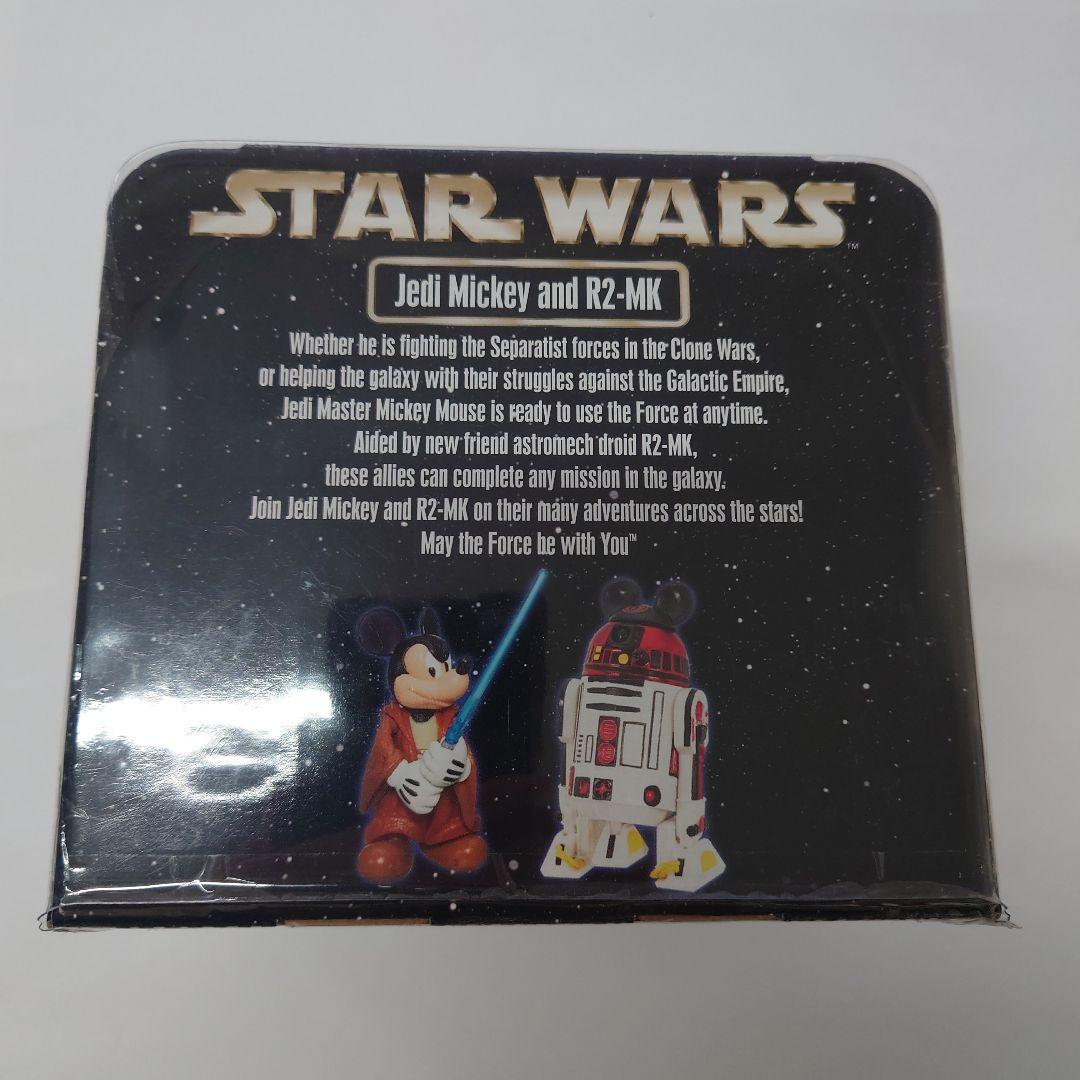 STAR WARS™
Jedi Mickey and R2-MK
Whether he is fighting the Separatist forces in the Clone Wars,
or helping the galaxy with their struggles against the Galactic Empire,
Jedi Master Mickey Mouse is ready to use the Force at anytime.
Aided by new friend astromech droid R2-MK,
these allies can complete any mission in the galaxy.
Join Jedi Mickey and R2-MK on their many adventures across the stars!
May the Force be with You™